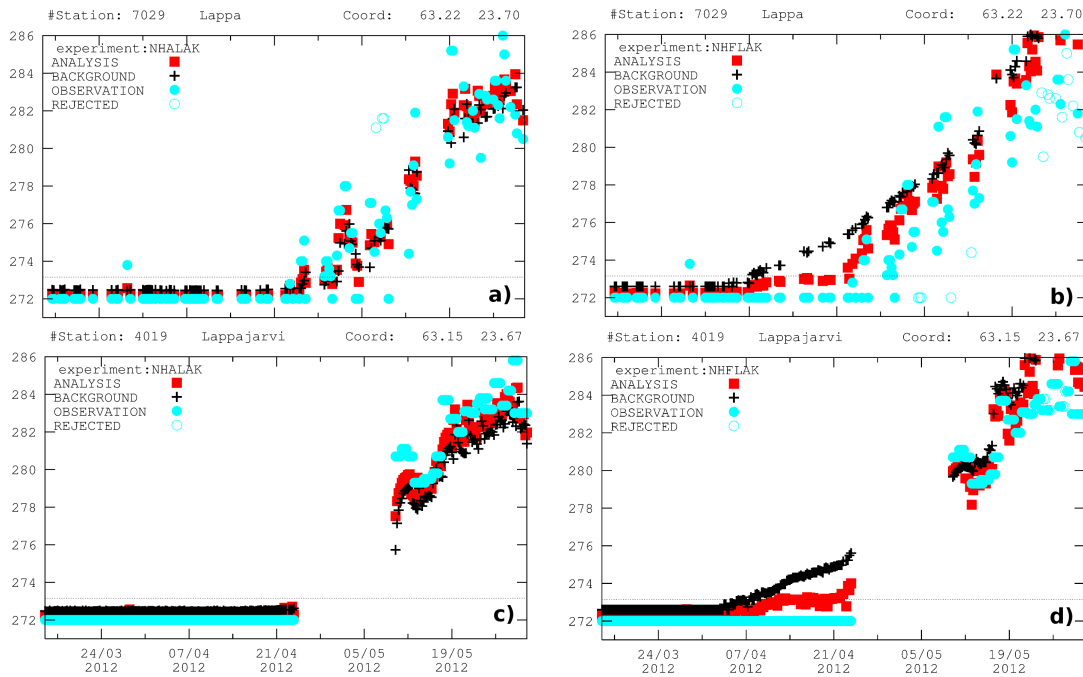 #Station: 7029 Lappa Coord: 63.22 23.70
286
284
282
280
278
276
274
272
experiment:NHALAK
ANALYSIS
BACKGROUND
OBSERVATION
REJECTED
a)
#Station: 7029 Lappa Coord: 63.22 23.70
286
284
282
280
278
276
274
272
experiment:NHFLAK
ANALYSIS
BACKGROUND
OBSERVATION
REJECTED
b)
#Station: 4019 Lappajarvi Coord: 63.15 23.67
286
284
282
280
278
276
274
272
experiment:NHALAK
ANALYSIS
BACKGROUND
OBSERVATION
REJECTED
c)
24/03 07/04 21/04 05/05 19/05
2012 2012 2012 2012 2012
#Station: 4019 Lappajarvi Coord: 63.15 23.67
286
284
282
280
278
276
274
272
experiment:NHFLAK
ANALYSIS
BACKGROUND
OBSERVATION
REJECTED
d)
24/03 07/04 21/04 05/05 19/05
2012 2012 2012 2012 2012